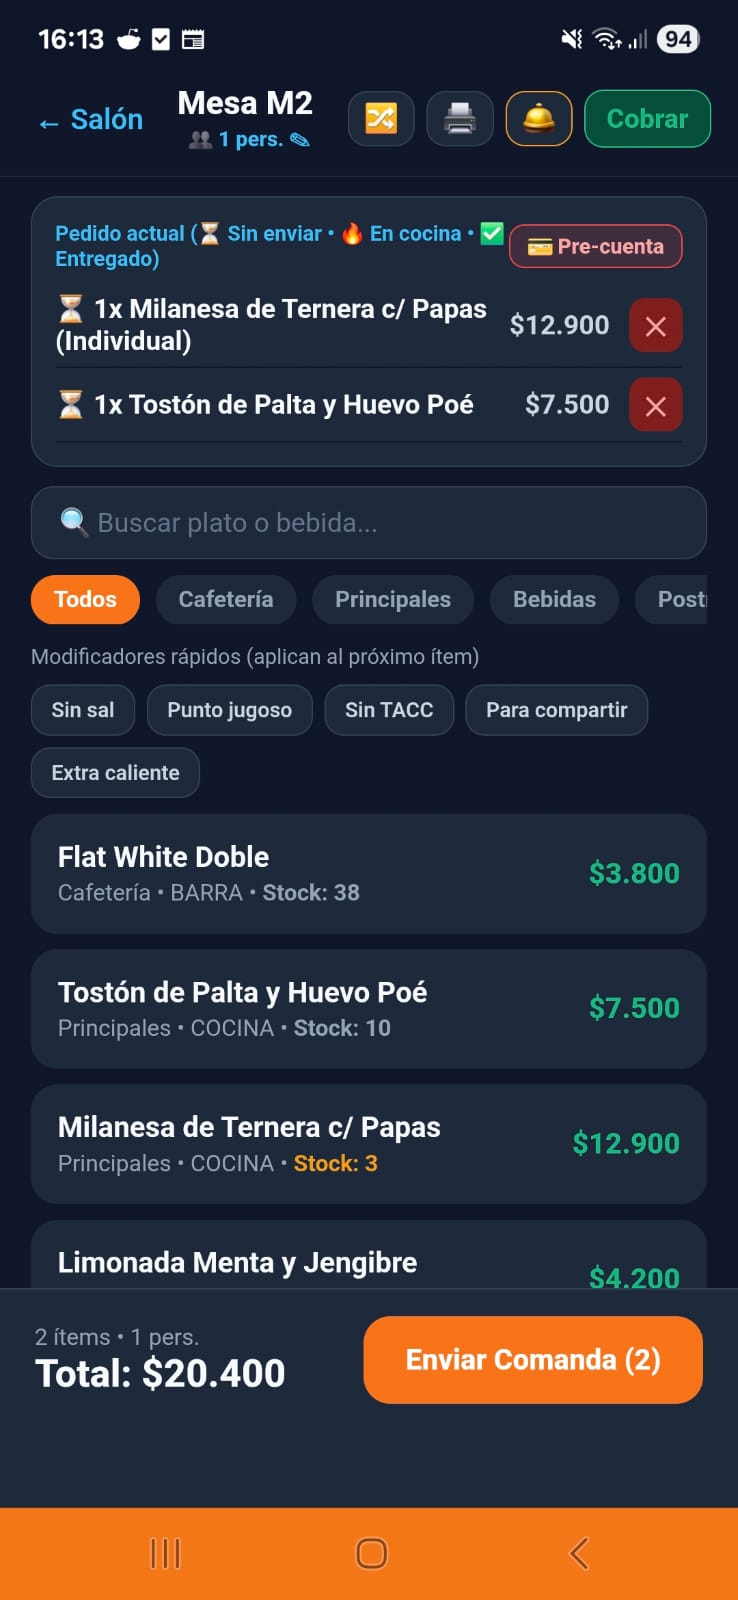 16:13
94
← Salón
Mesa M2
1 pers.
Cobrar
Pedido actual (⏳ Sin enviar • 🔥 En cocina • ✅
Entregado)
Pre-cuenta
⏳ 1x Milanesa de Ternera c/ Papas
(Individual)
$12.900
⏳ 1x Tostón de Palta y Huevo Poé
$7.500
Buscar plato o bebida...
Todos
Cafetería
Principales
Bebidas
Post
Modificadores rápidos (aplican al próximo ítem)
Sin sal
Punto jugoso
Sin TACC
Para compartir
Extra caliente
Flat White Doble
Cafetería • BARRA • Stock: 38
$3.800
Tostón de Palta y Huevo Poé
Principales • COCINA • Stock: 10
$7.500
Milanesa de Ternera c/ Papas
Principales • COCINA • Stock: 3
$12.900
Limonada Menta y Jengibre
$4.200
2 ítems • 1 pers.
Total: $20.400
Enviar Comanda (2)